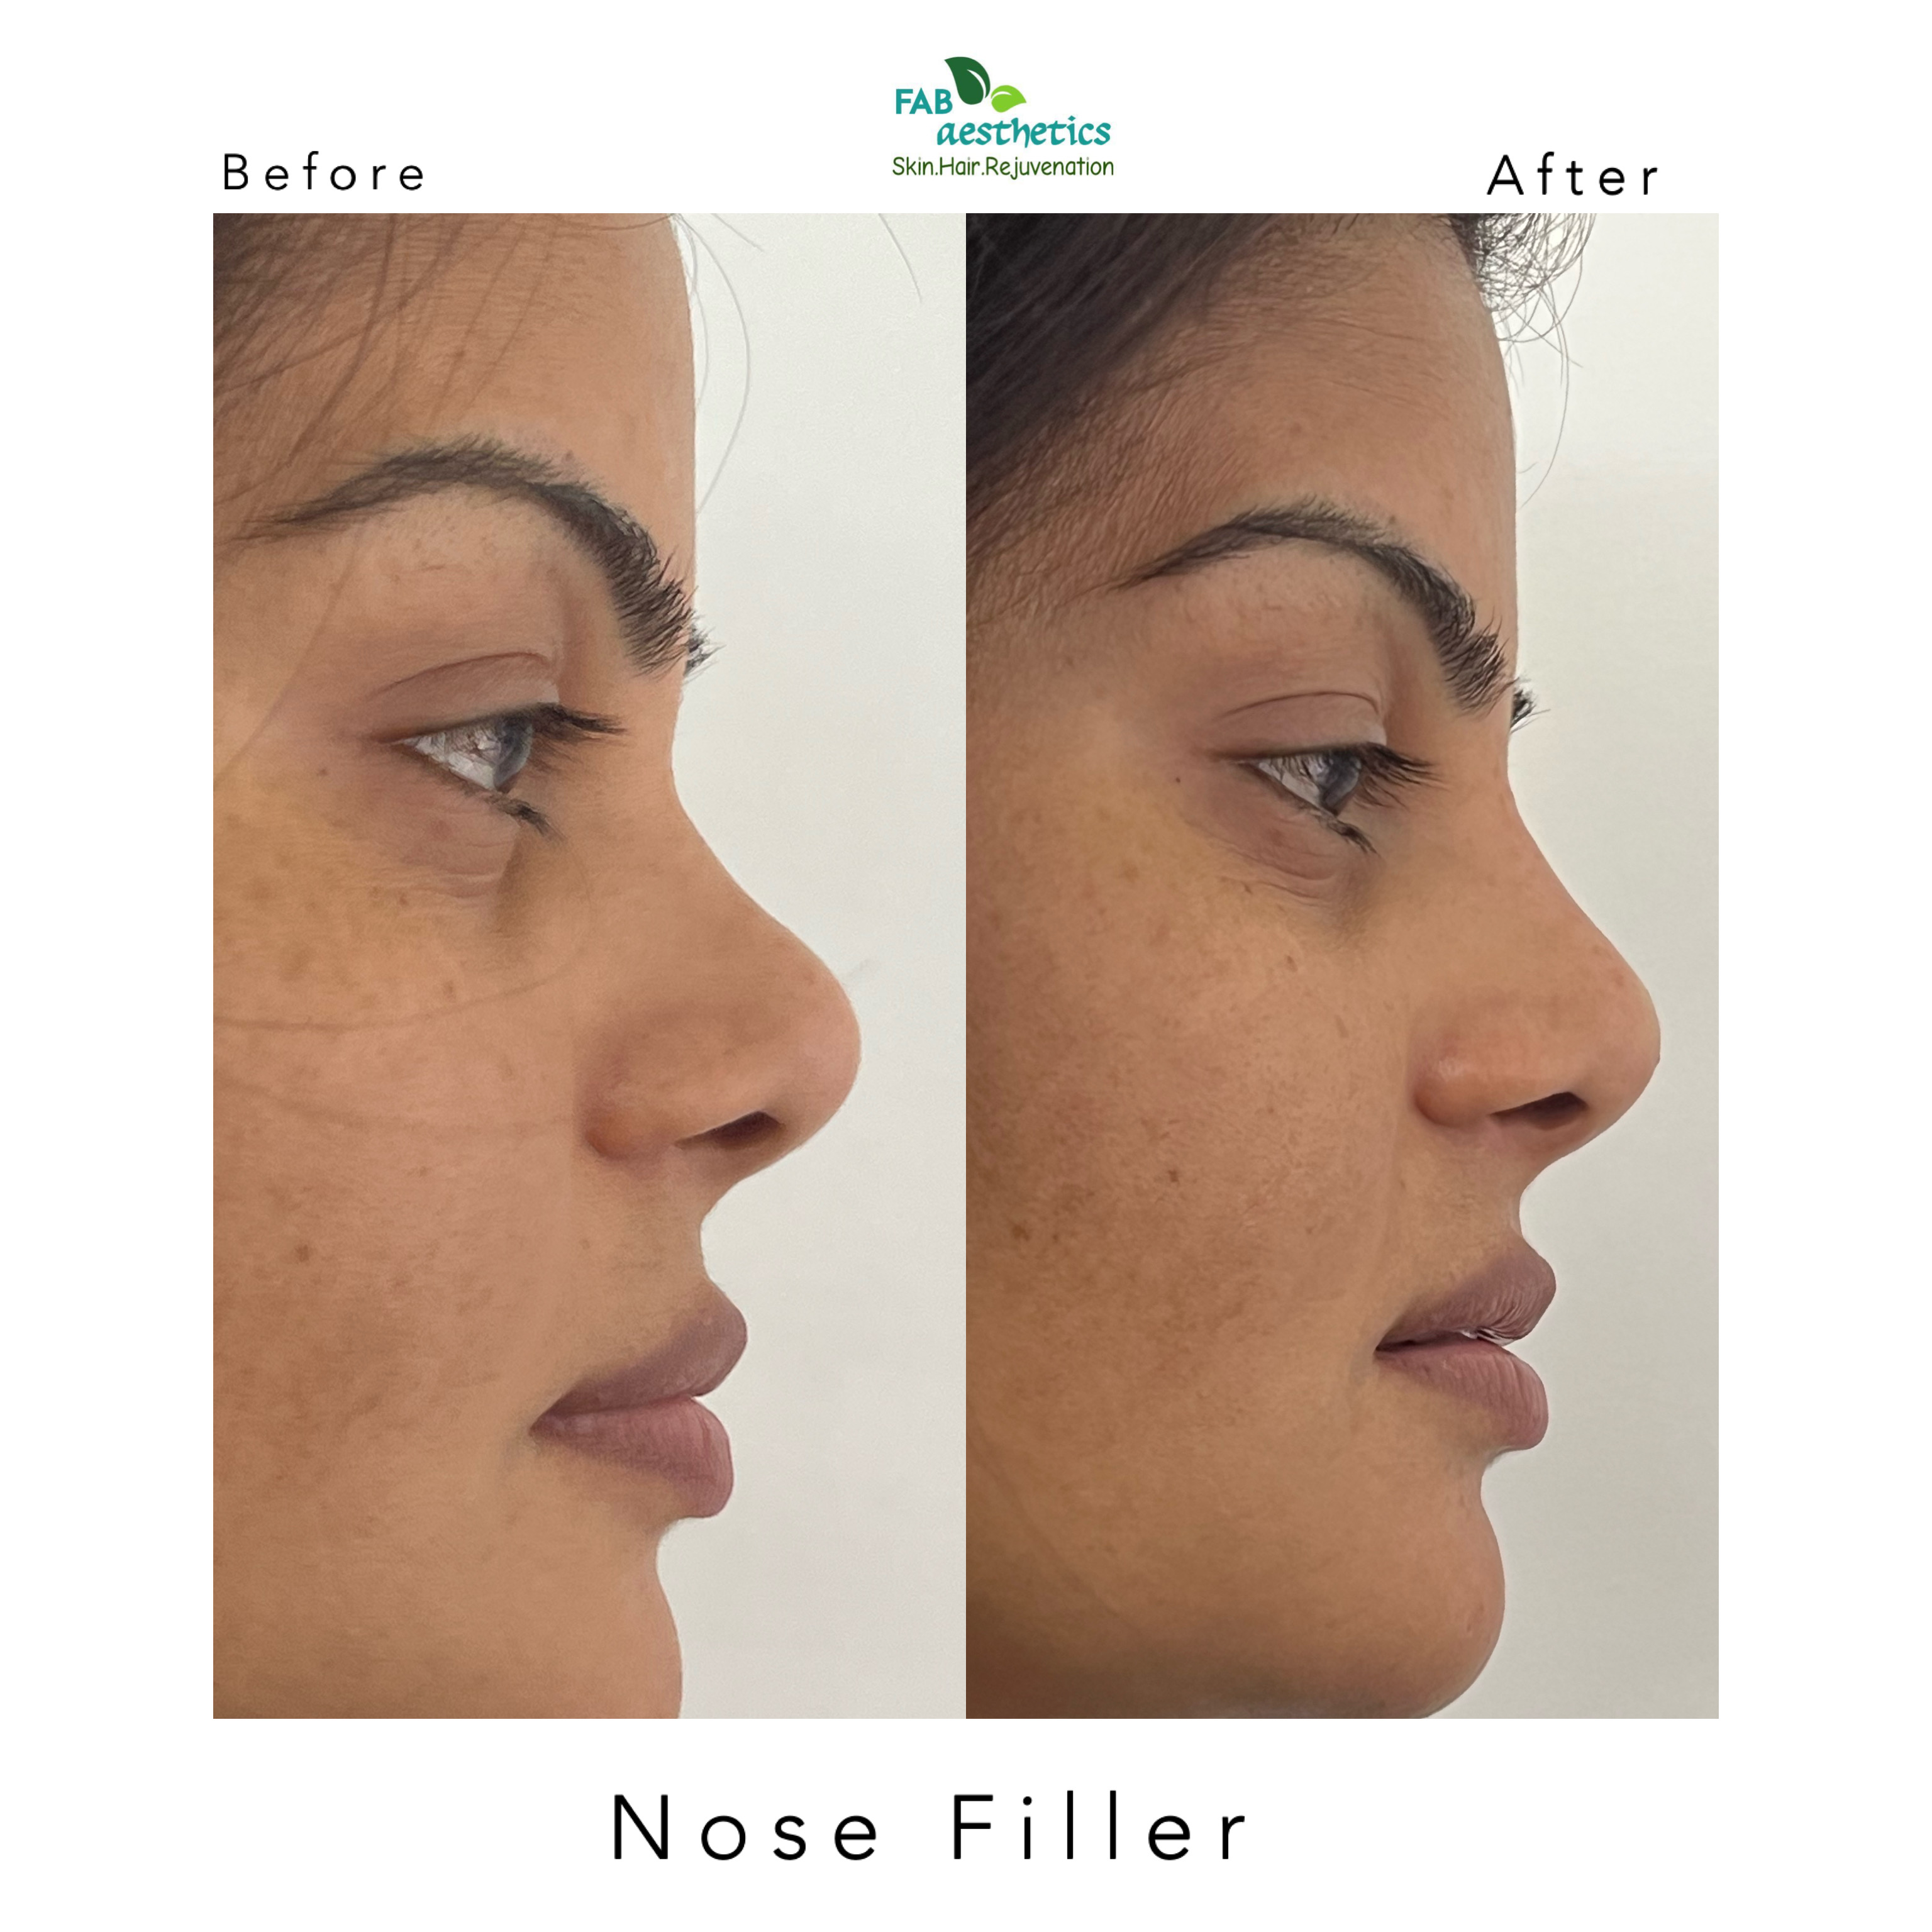 FAB
aesthetics
Skin.Hair.Rejuvenation
Before
After
Nose Filler